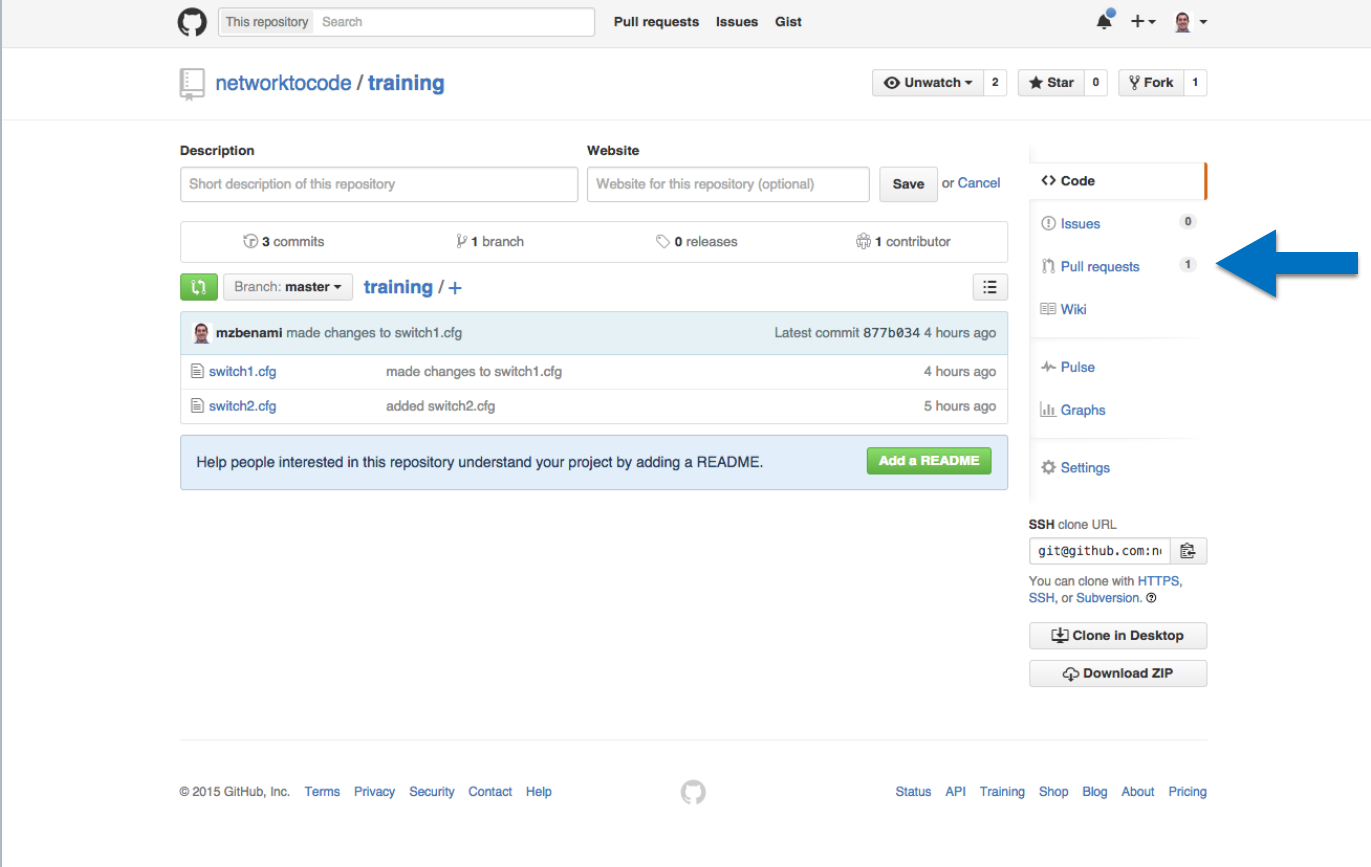 This repository Search Pull requests Issues Gist
networktocode / training Unwatch 2 Star 0 Fork 1
Description Website
Short description of this repository Website for this repository (optional) Save or Cancel
3 commits 1 branch 0 releases 1 contributor
Branch: master training / +
mzbenami made changes to switch1.cfg Latest commit 877b034 4 hours ago
switch1.cfg made changes to switch1.cfg 4 hours ago
switch2.cfg added switch2.cfg 5 hours ago
Help people interested in this repository understand your project by adding a README. Add a README
Code
Issues 0
Pull requests 1
Wiki
Pulse
Graphs
Settings
SSH clone URL
git@github.com:n
You can clone with HTTPS,
SSH, or Subversion.
Clone in Desktop
Download ZIP
© 2015 GitHub, Inc. Terms Privacy Security Contact Help Status API Training Shop Blog About Pricing